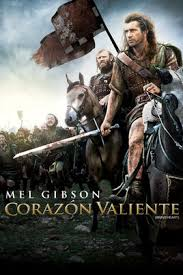 MEL GIBSON
CORAZÓN VALIENTE
(BRAVEHEART)